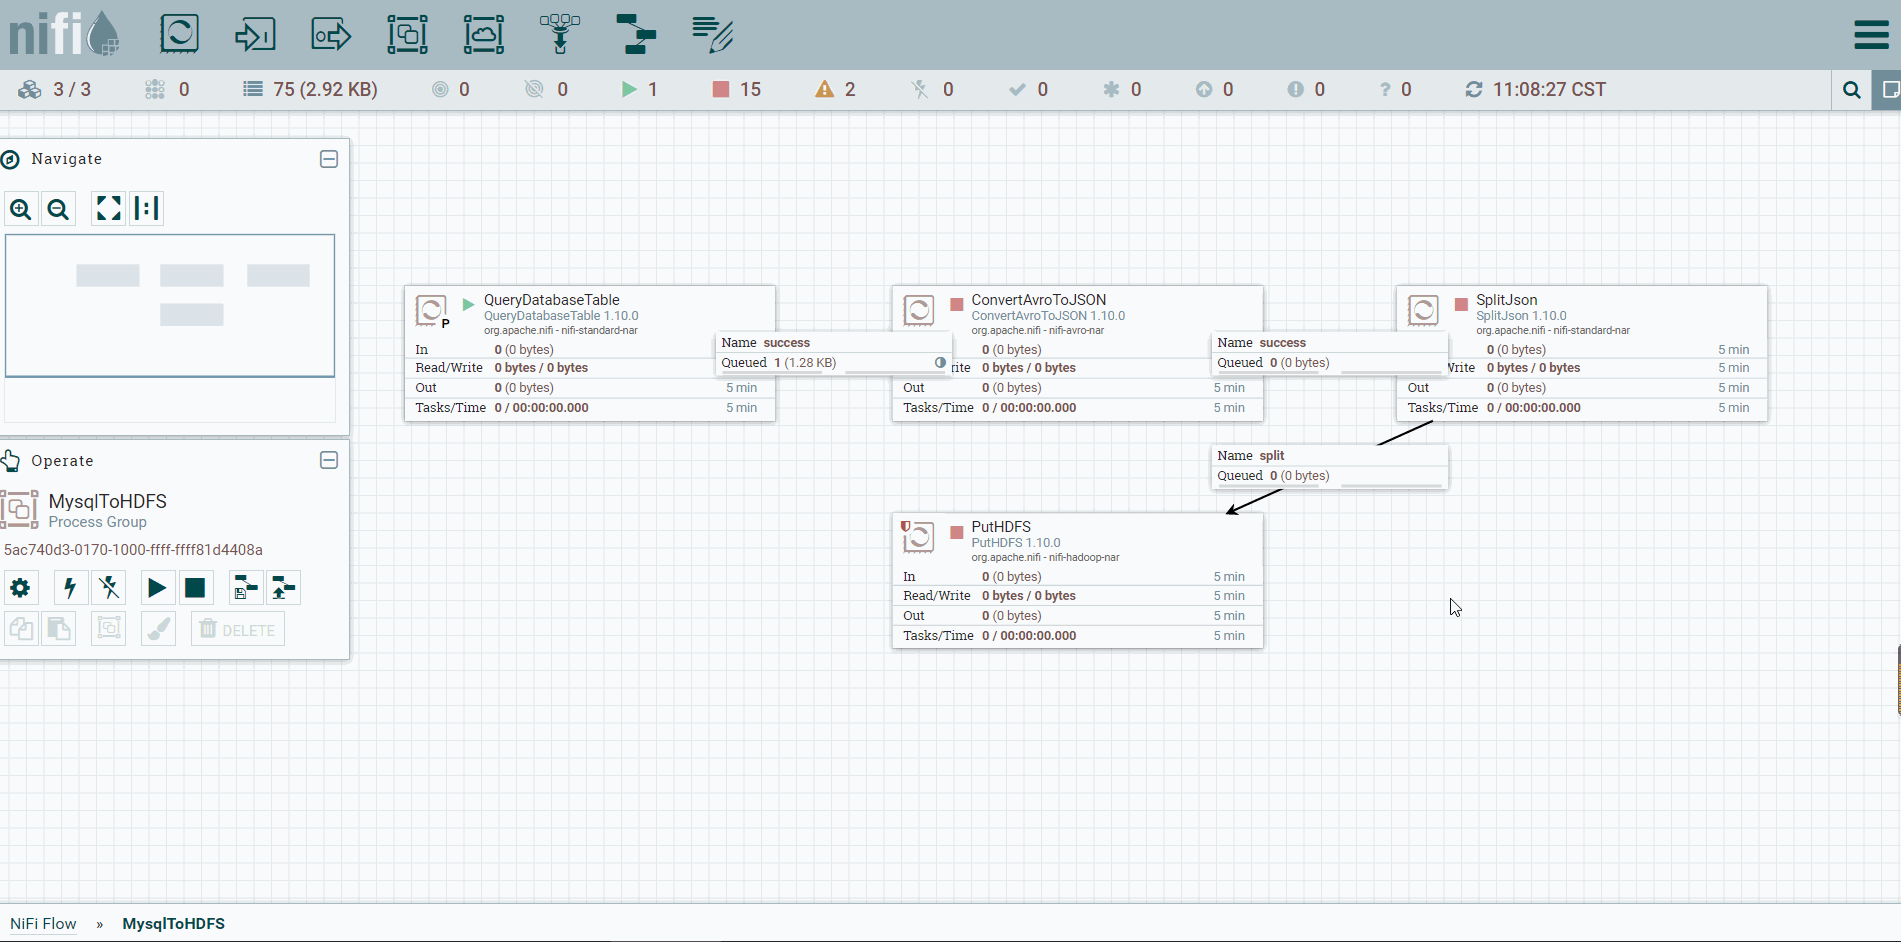 nifi
3 / 3 0 75 (2.92 KB) 0 0 1 15 2 0 0 0 0 0 ? 0 11:08:27 CST
Navigate
Operate
MysqlToHDFS
Process Group
5ac740d3-0170-1000-ffff-ffff81d4408a
DELETE
P
QueryDatabaseTable
QueryDatabaseTable 1.10.0
org.apache.nifi - nifi-standard-nar
In 0 (0 bytes)
Read/Write 0 bytes / 0 bytes
Out 0 (0 bytes) 5 min
Tasks/Time 0 / 00:00:00.000 5 min
Name success
Queued 1 (1.28 KB)
ConvertAvroToJSON
ConvertAvroToJSON 1.10.0
org.apache.nifi - nifi-avro-nar
0 (0 bytes)
rite 0 bytes / 0 bytes
Out 0 (0 bytes) 5 min
Tasks/Time 0 / 00:00:00.000 5 min
Name success
Queued 0 (0 bytes)
SplitJson
SplitJson 1.10.0
org.apache.nifi - nifi-standard-nar
0 (0 bytes) 5 min
Write 0 bytes / 0 bytes 5 min
Out 0 (0 bytes) 5 min
Tasks/Time 0 / 00:00:00.000 5 min
Name split
Queued 0 (0 bytes)
PutHDFS
PutHDFS 1.10.0
org.apache.nifi - nifi-hadoop-nar
In 0 (0 bytes) 5 min
Read/Write 0 bytes / 0 bytes 5 min
Out 0 (0 bytes) 5 min
Tasks/Time 0 / 00:00:00.000 5 min
NiFi Flow » MysqlToHDFS